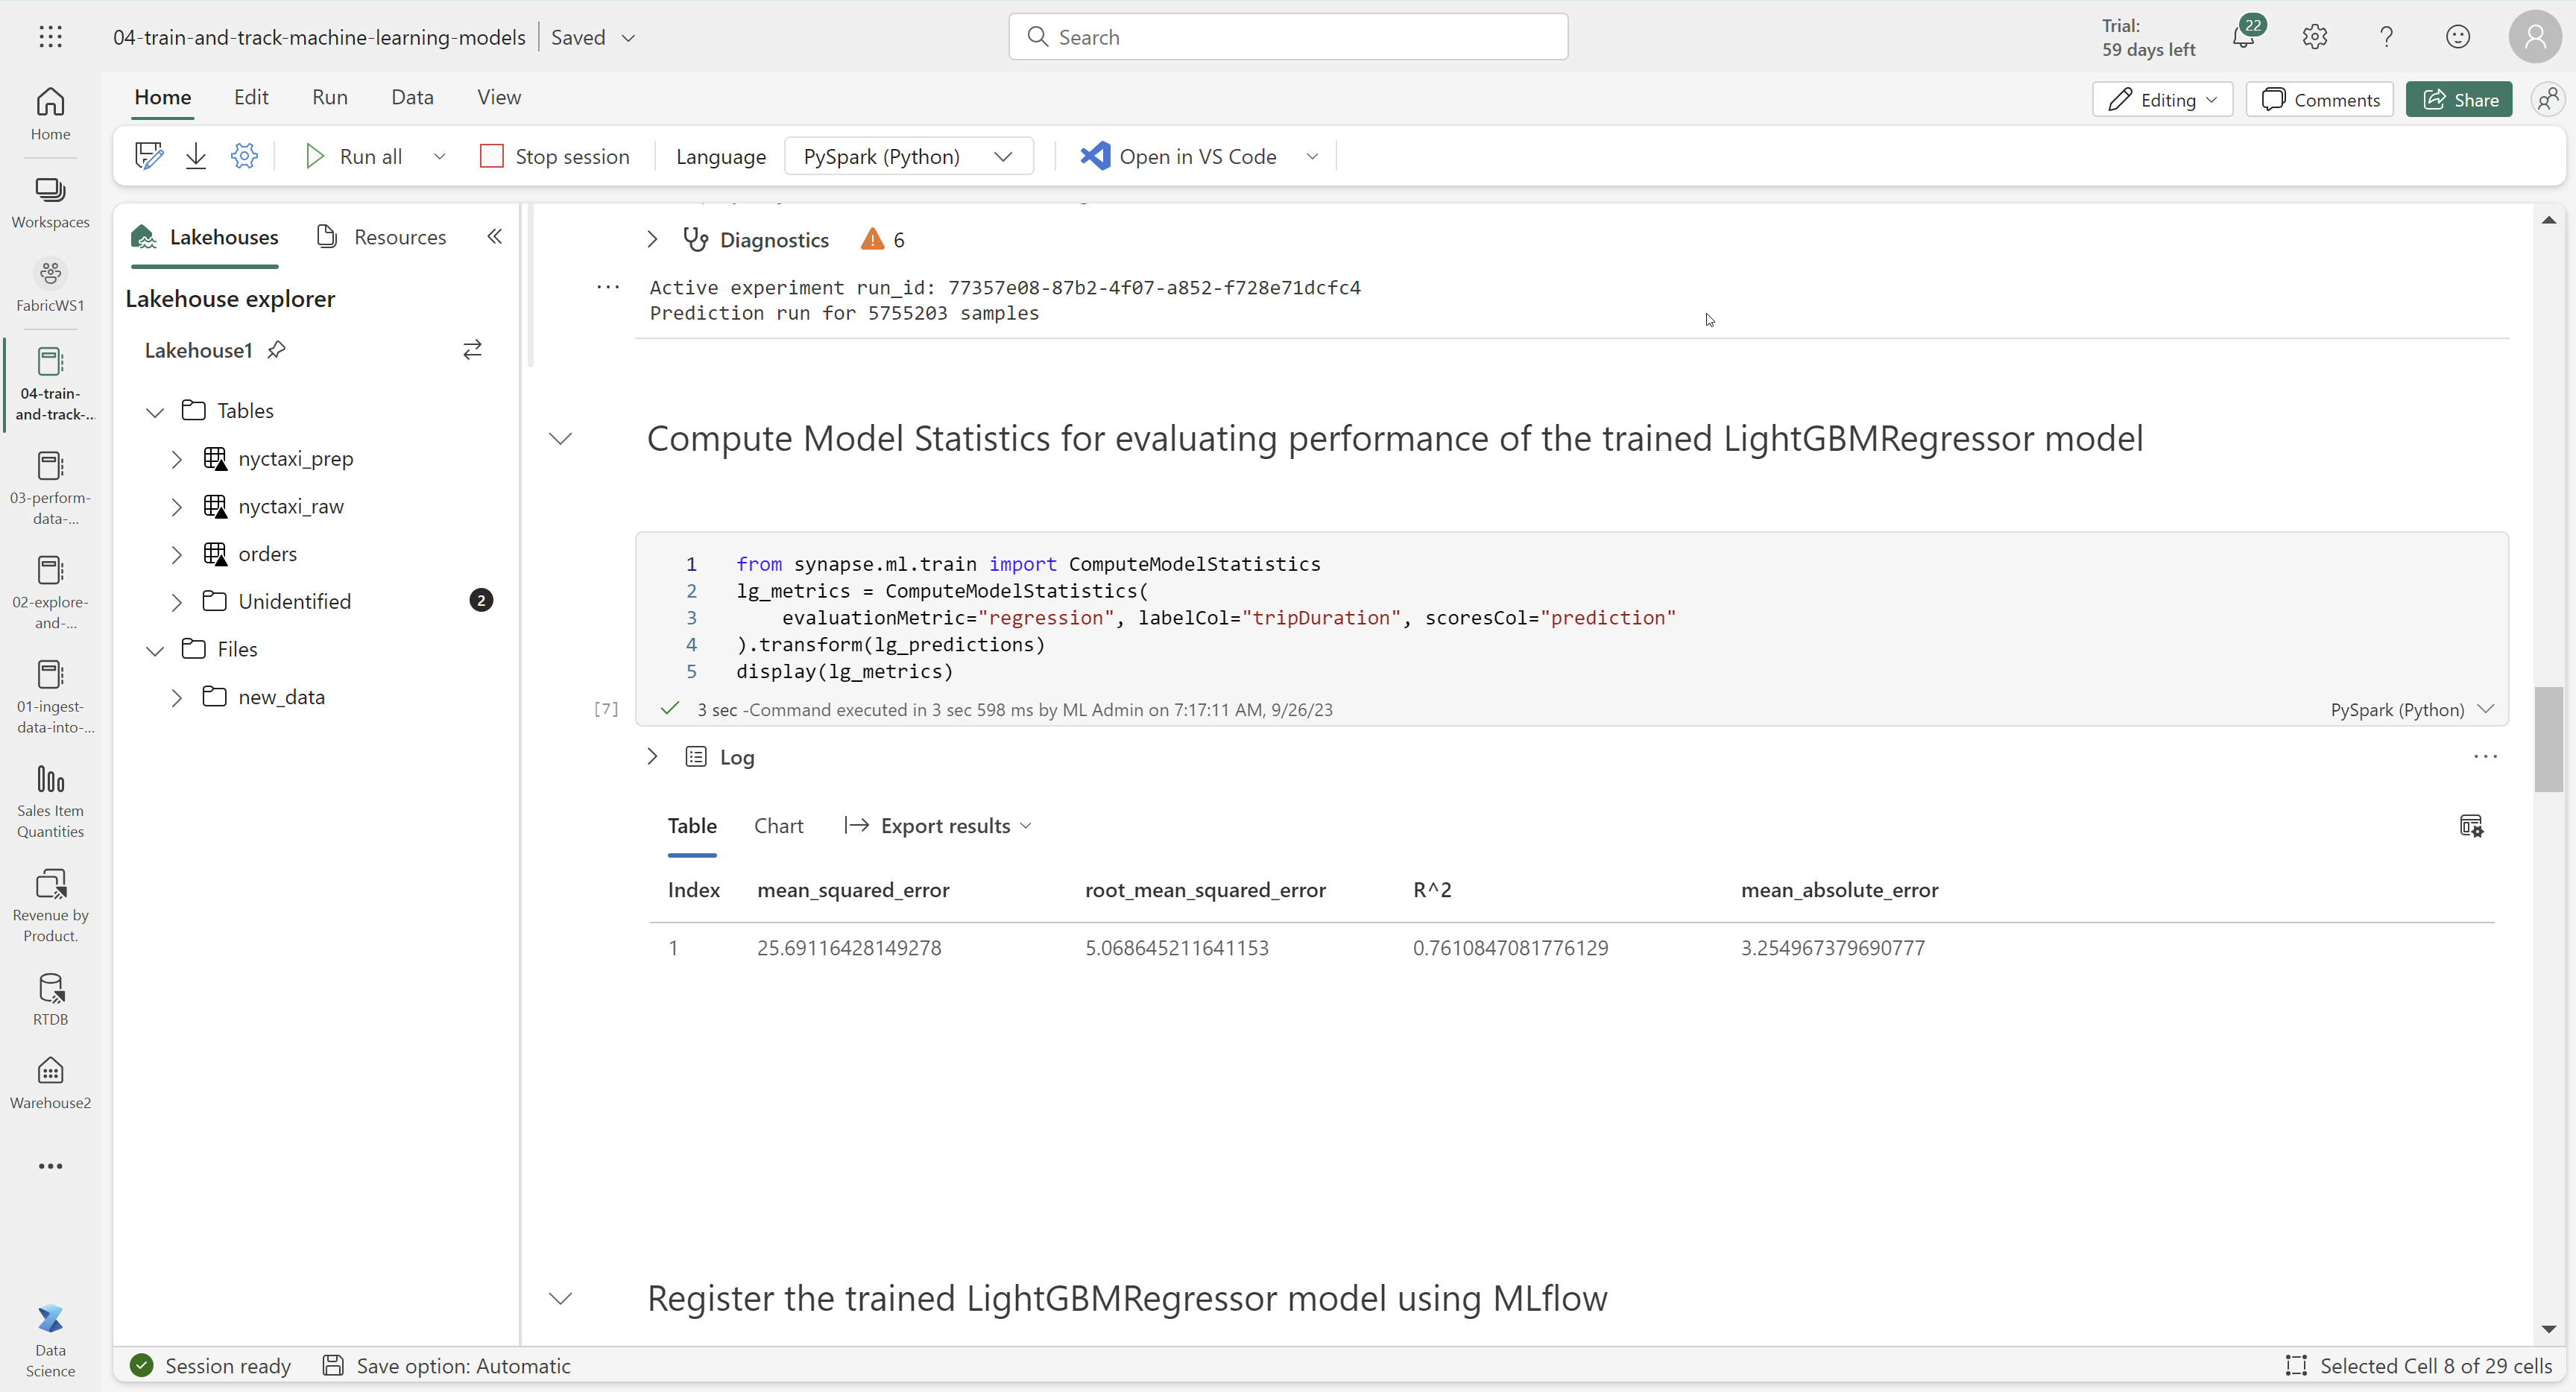 04-train-and-track-machine-learning-models
Saved
Search
Trial:
59 days left
22
Home
Edit
Run
Data
View
Editing
Comments
Share
Run all
Stop session
Language
PySpark (Python)
Open in VS Code
Home
Workspaces
FabricWS1
04-train-
and-track-...
03-perform-
data-...
02-explore-
and-...
01-ingest-
data-into-...
Sales Item
Quantities
Revenue by
Product.
RTDB
Warehouse2
Data
Science
Lakehouses
Resources
Lakehouse explorer
Lakehouse1
Tables
nyctaxi_prep
nyctaxi_raw
orders
Unidentified
2
Files
new_data
Diagnostics
6
Active experiment run_id: 77357e08-87b2-4f07-a852-f728e71dcfc4
Prediction run for 5755203 samples
Compute Model Statistics for evaluating performance of the trained LightGBMRegressor model
1 from synapse.ml.train import ComputeModelStatistics
2 lg_metrics = ComputeModelStatistics(
3 evaluationMetric="regression", labelCol="tripDuration", scoresCol="prediction"
4 ).transform(lg_predictions)
5 display(lg_metrics)
[7]
3 sec -Command executed in 3 sec 598 ms by ML Admin on 7:17:11 AM, 9/26/23
PySpark (Python)
Log
Table
Chart
Export results
Index mean_squared_error root_mean_squared_error R^2 mean_absolute_error
1 25.69116428149278 5.068645211641153 0.7610847081776129 3.254967379690777
Register the trained LightGBMRegressor model using MLflow
Session ready
Save option: Automatic
Selected Cell 8 of 29 cells